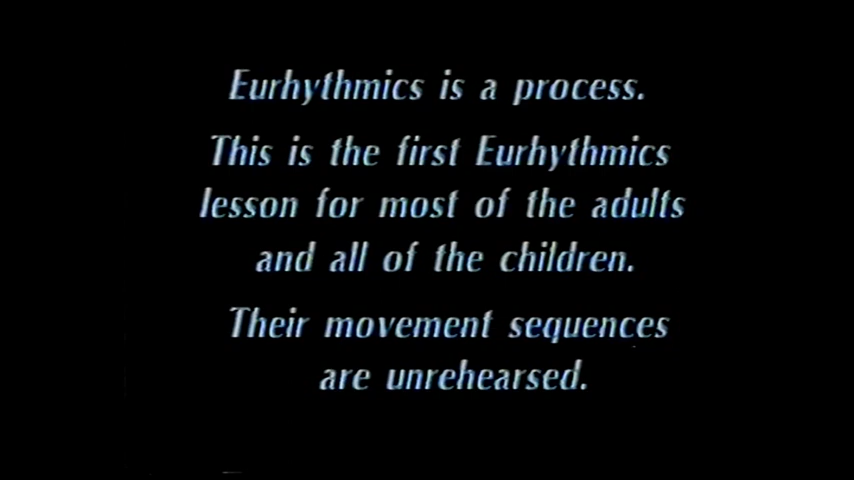 Eurhythmics is a process.
This is the first Eurhythmics
lesson for most of the adults
and all of the children.
Their movement sequences
are unrehearsed.